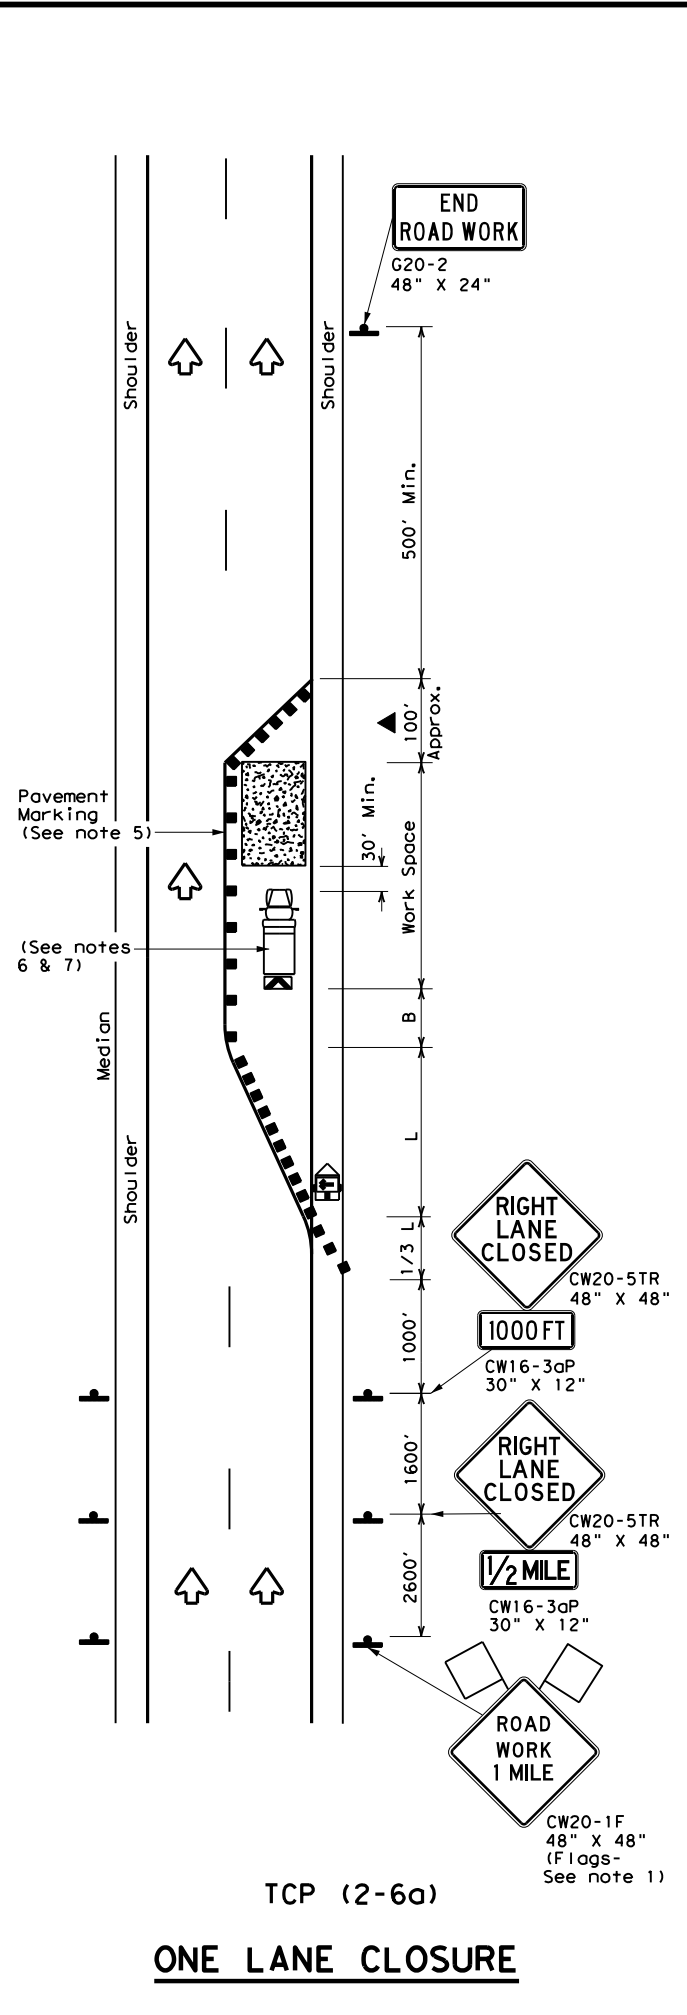 END
ROAD WORK
G20-2
48" X 24"
Shoulder
Shoulder
500' Min.
100'
Approx.
30' Min.
Work Space
Pavement
Marking
(See note 5)
(See notes
6 & 7)
B
Median
L
Shoulder
1/3 L
RIGHT
LANE
CLOSED
CW20-5TR
48" X 48"
1000 FT
CW16-3aP
30" X 12"
1000'
RIGHT
LANE
CLOSED
CW20-5TR
48" X 48"
1/2 MILE
CW16-3aP
30" X 12"
1600'
2600'
ROAD
WORK
1 MILE
CW20-1F
48" X 48"
(Flags-
See note 1)
TCP (2-6a)
ONE LANE CLOSURE